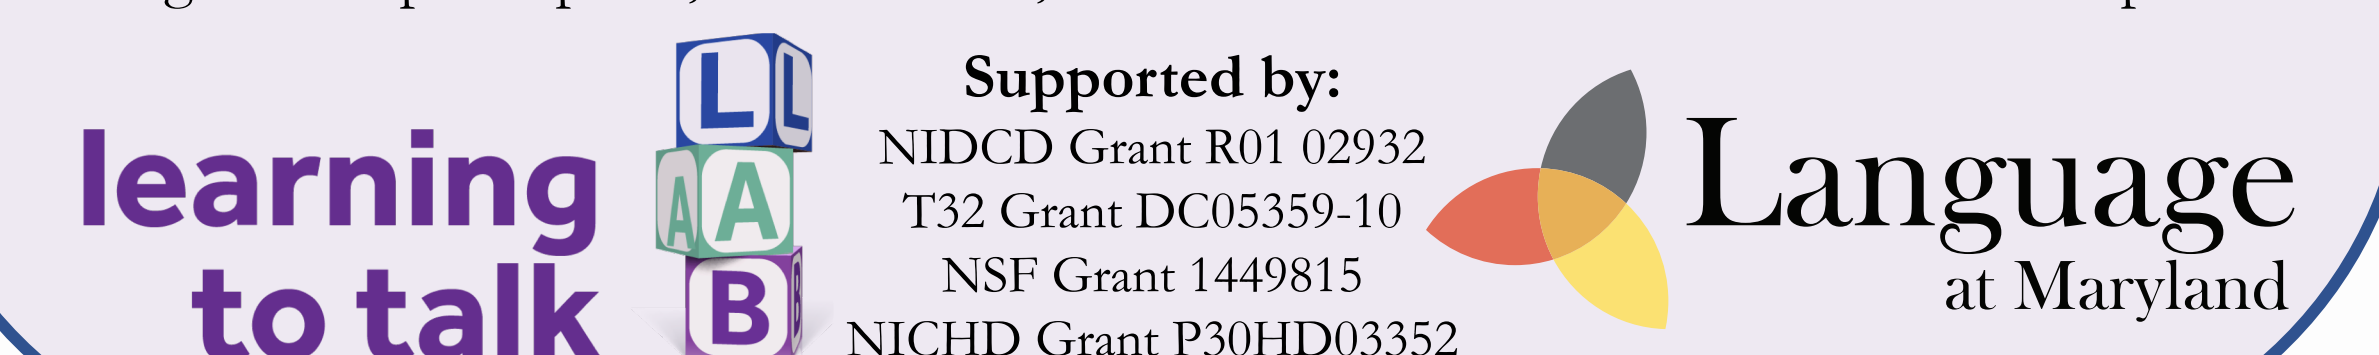 learning
to talk
L L
A A
B B
Supported by:
NIDCD Grant R01 02932
T32 Grant DC05359-10
NSF Grant 1449815
NICHD Grant P30HD03352
Language
at Maryland